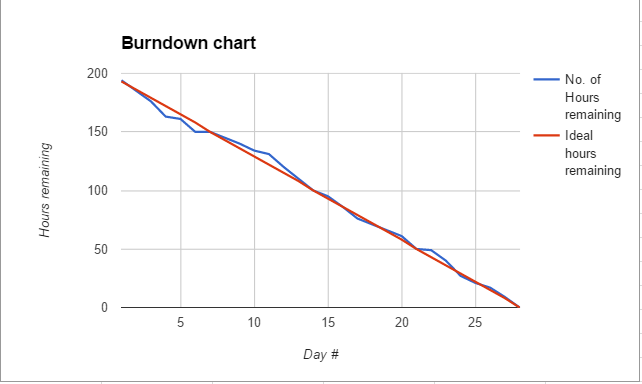 Burndown chart
200
150
100
50
0
Hours remaining
5 10 15 20 25
Day #
No. of
Hours
remaining
Ideal
hours
remaining